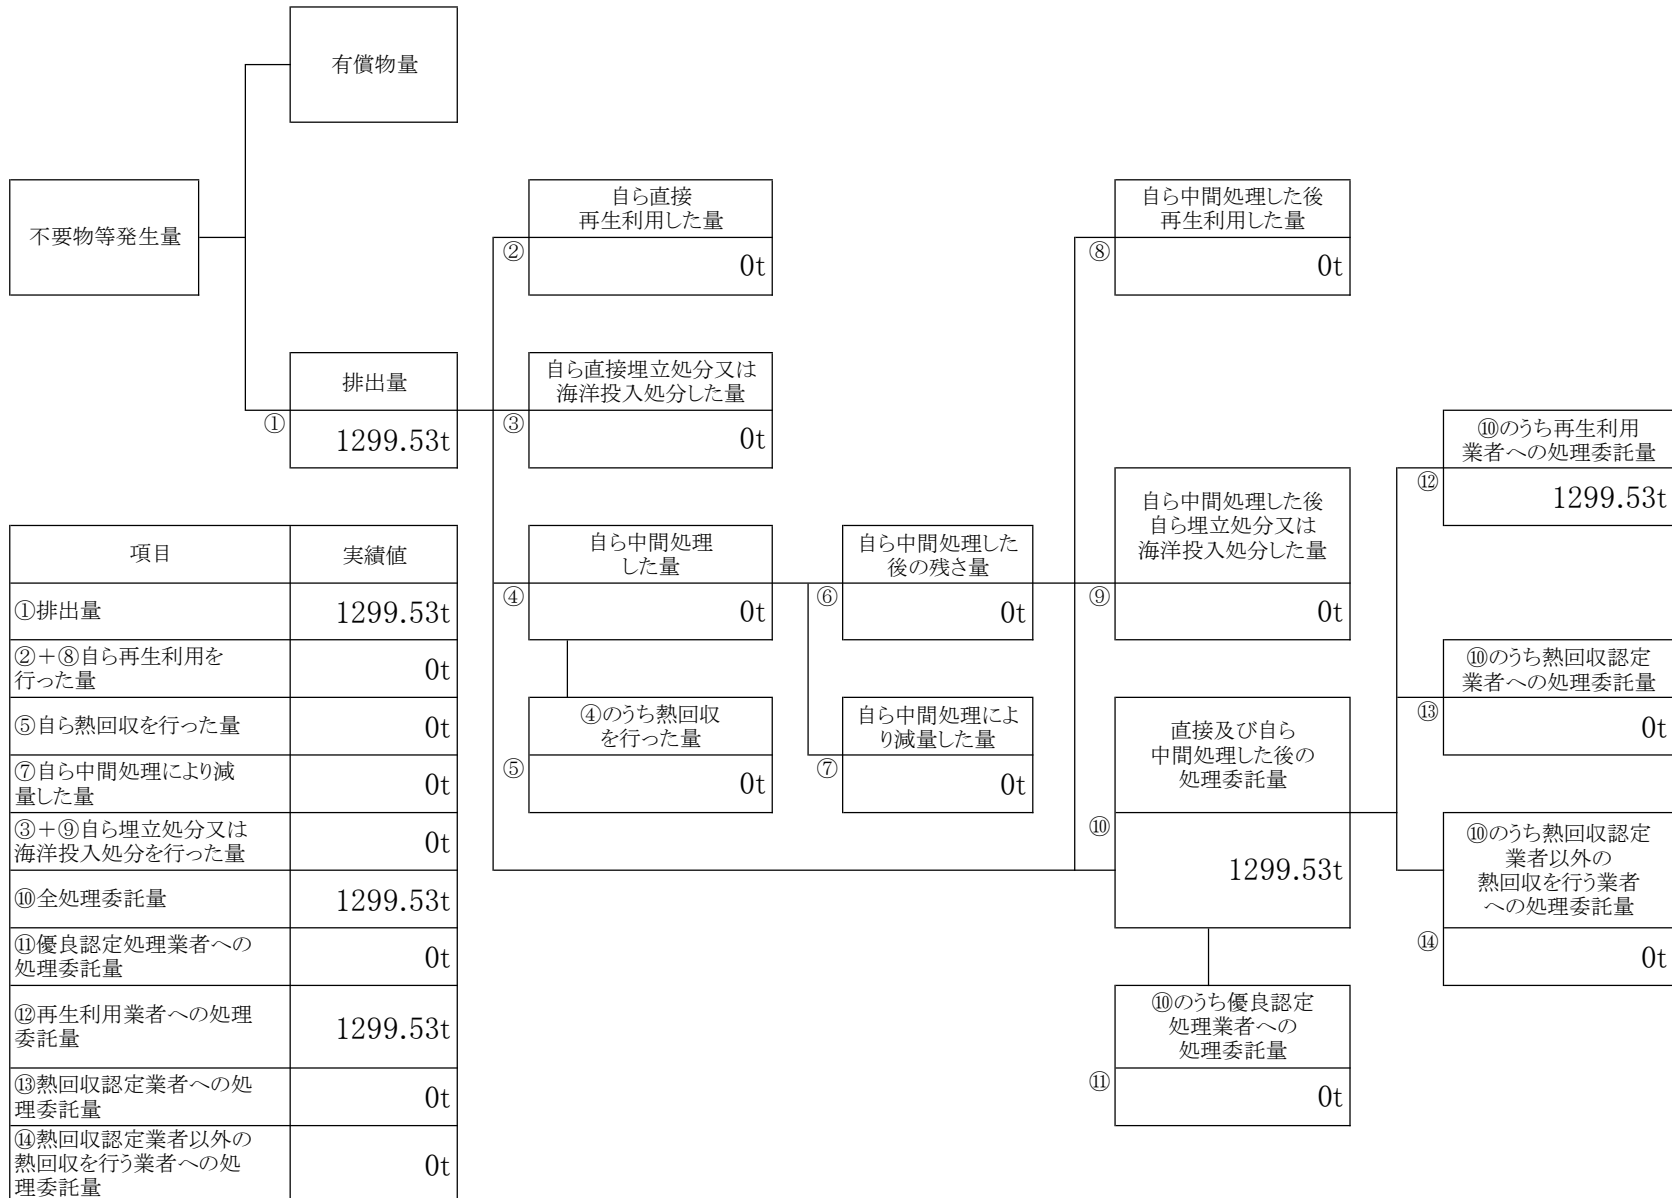 有償物量
不要物等発生量
自ら直接
再生利用した量
②
0t
自ら中間処理した後
再生利用した量
⑧
0t
排出量
①
1299.53t
自ら直接埋立処分又は
海洋投入処分した量
③
0t
⑩のうち再生利用
業者への処理委託量
⑫
1299.53t
自ら中間処理
した量
④
0t
自ら中間処理した
後の残さ量
⑥
0t
自ら中間処理した後
自ら埋立処分又は
海洋投入処分した量
⑨
0t
⑩のうち熱回収認定
業者への処理委託量
⑬
0t
④のうち熱回収
を行った量
⑤
0t
自ら中間処理によ
り減量した量
⑦
0t
直接及び自ら
中間処理した後の
処理委託量
⑩
1299.53t
⑩のうち熱回収認定
業者以外の
熱回収を行う業者
への処理委託量
⑭
0t
⑩のうち優良認定
処理業者への
処理委託量
⑪
0t
項目 実績値
①排出量 1299.53t
②＋⑧自ら再生利用を
行った量 0t
⑤自ら熱回収を行った量 0t
⑦自ら中間処理により減
量した量 0t
③＋⑨自ら埋立処分又は
海洋投入処分を行った量 0t
⑩全処理委託量 1299.53t
⑪優良認定処理業者への
処理委託量 0t
⑫再生利用業者への処理
委託量 1299.53t
⑬熱回収認定業者への処
理委託量 0t
⑭熱回収認定業者以外の
熱回収を行う業者への処
理委託量 0t